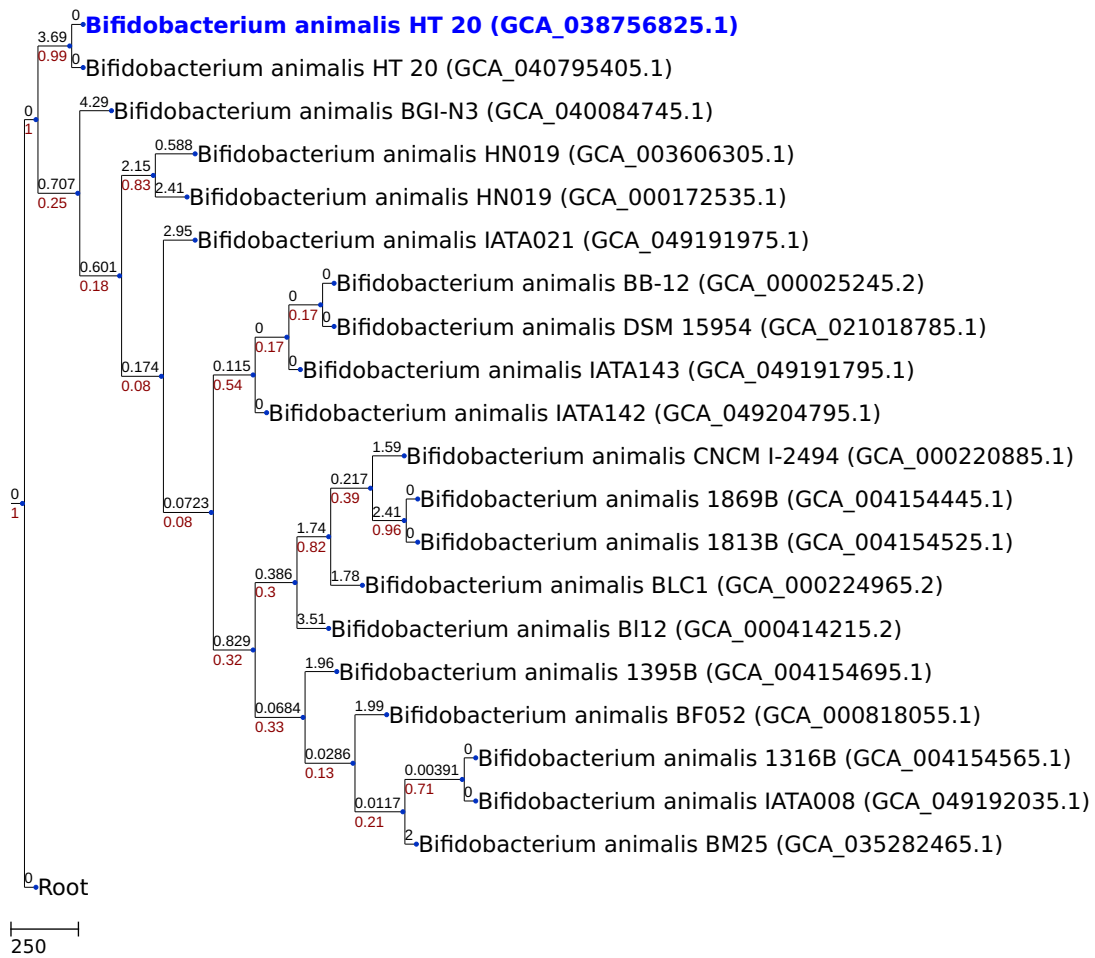 0
Bifidobacterium animalis HT 20 (GCA_038756825.1)
3.69
0.99
0
Bifidobacterium animalis HT 20 (GCA_040795405.1)
4.29
Bifidobacterium animalis BGI-N3 (GCA_040084745.1)
0
1
0.588
Bifidobacterium animalis HN019 (GCA_003606305.1)
2.15
0.83
0.707
0.25
2.41
Bifidobacterium animalis HN019 (GCA_000172535.1)
2.95
Bifidobacterium animalis IATA021 (GCA_049191975.1)
0.601
0.18
0
Bifidobacterium animalis BB-12 (GCA_000025245.2)
0
0.17
0
Bifidobacterium animalis DSM 15954 (GCA_021018785.1)
0
0.17
0
Bifidobacterium animalis IATA143 (GCA_049191795.1)
0.174
0.08
0.115
0.54
0
Bifidobacterium animalis IATA142 (GCA_049204795.1)
1.59
Bifidobacterium animalis CNCM I-2494 (GCA_000220885.1)
0.217
0.39
0
Bifidobacterium animalis 1869B (GCA_004154445.1)
0
1
0.0723
0.08
2.41
0.96
1.74
0.82
0
Bifidobacterium animalis 1813B (GCA_004154525.1)
0.386
0.3
1.78
Bifidobacterium animalis BLC1 (GCA_000224965.2)
3.51
Bifidobacterium animalis Bl12 (GCA_000414215.2)
0.829
0.32
1.96
Bifidobacterium animalis 1395B (GCA_004154695.1)
0.0684
0.33
1.99
Bifidobacterium animalis BF052 (GCA_000818055.1)
0.0286
0.13
0
Bifidobacterium animalis 1316B (GCA_004154565.1)
0.00391
0.71
0
Bifidobacterium animalis IATA008 (GCA_049192035.1)
0.0117
0.21
2
Bifidobacterium animalis BM25 (GCA_035282465.1)
0
Root
250